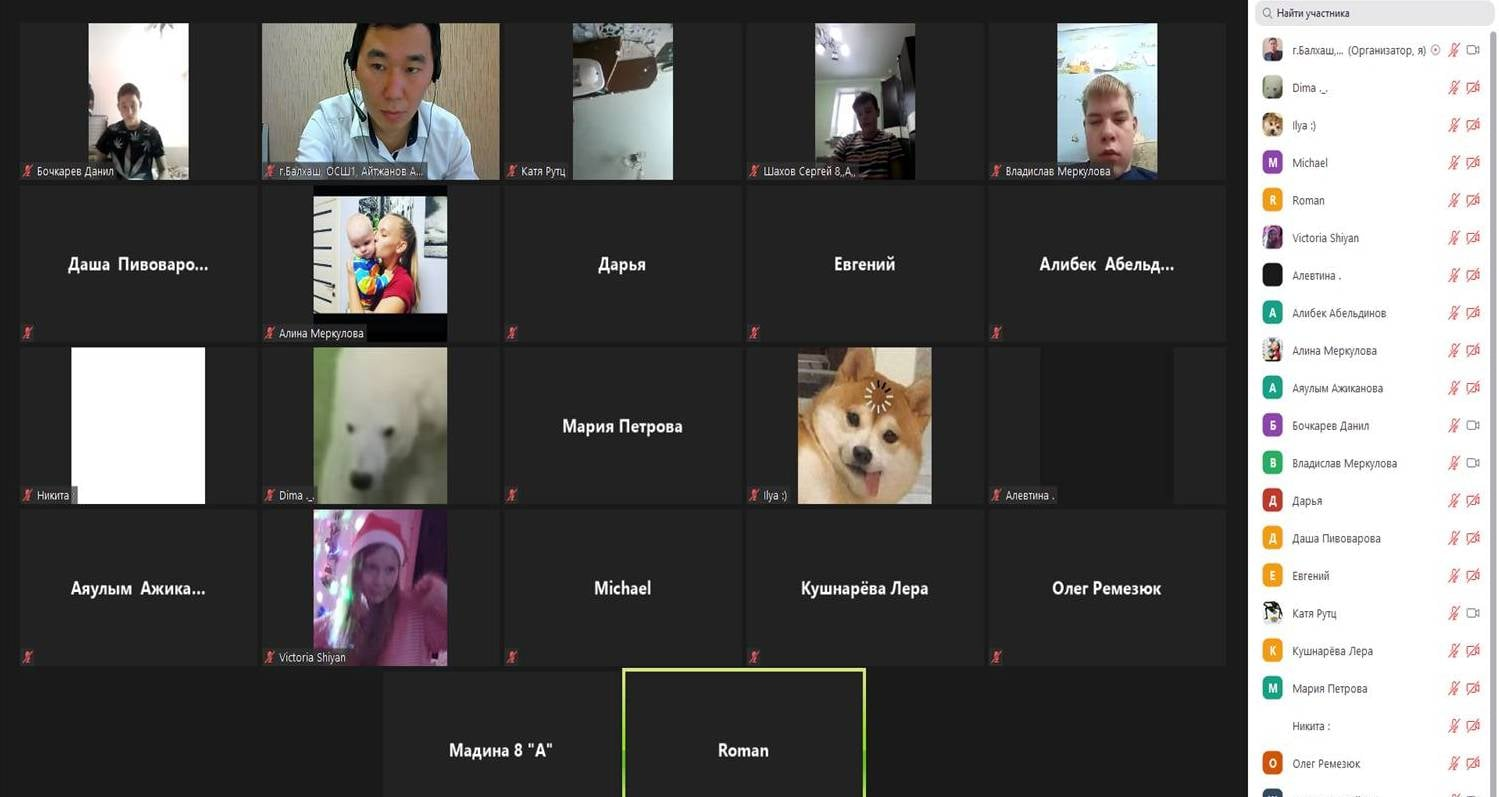 Бочкарев Данил
г.Балхаш, ОСШ1, Айтжанов А...
Катя Рутц
Шахов Сергей 8,,А,,
Владислав Меркулова
Даша Пивоваро...
Алина Меркулова
Дарья
Евгений
Алибек Абельд...
Никита :
Dima ._.
Мария Петрова
Ilya :)
Алевтина .
Аяулым Ажика...
Victoria Shiyan
Michael
Кушнарёва Лера
Олег Ремезюк
Мадина 8 "А"
Roman
Найти участника
г.Балхаш,... (Организатор, я)
Dima ._.
Ilya :)
M Michael
R Roman
Victoria Shiyan
Алевтина .
А Алибек Абельдинов
Алина Меркулова
А Аяулым Ажиканова
Б Бочкарев Данил
В Владислав Меркулова
Д Дарья
Д Даша Пивоварова
Е Евгений
Катя Рутц
К Кушнарёва Лера
М Мария Петрова
Никита :
О Олег Ремезюк